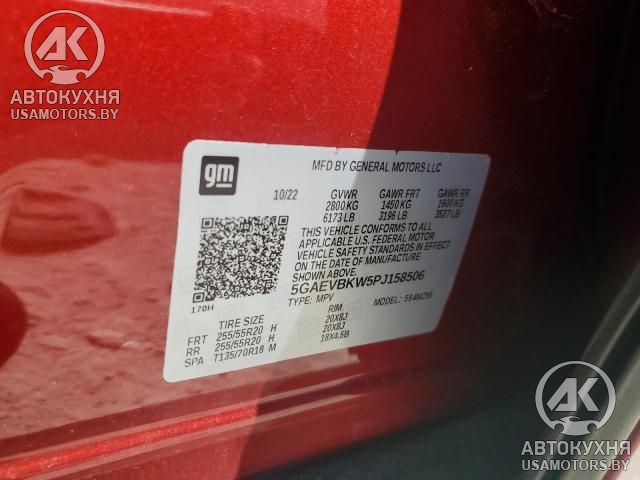 AK
АВТОКУХНЯ
USAMOTORS.BY
gm
MFD BY GENERAL MOTORS LLC
10/22 GVWR GAWR FRT GAWR RR
2800KG 1450 KG 1600 KG
6173 LB 3196 LB 3527 LB
THIS VEHICLE CONFORMS TO ALL
APPLICABLE U.S. FEDERAL MOTOR
VEHICLE SAFETY STANDARDS IN
EFFECT ON THE DATE OF MANUFACTURE
SHOWN ABOVE.
5GAEVBKW5PJ158506
170H
TYPE: MPV MODEL:
TIRE SIZE RIM
FRT 255/55R20 H 20X8J
RR 255/55R20 H 20X8J
SPA T135/70R18 M 18X4.5B
AK
АВТОКУХНЯ
USAMOTORS.BY